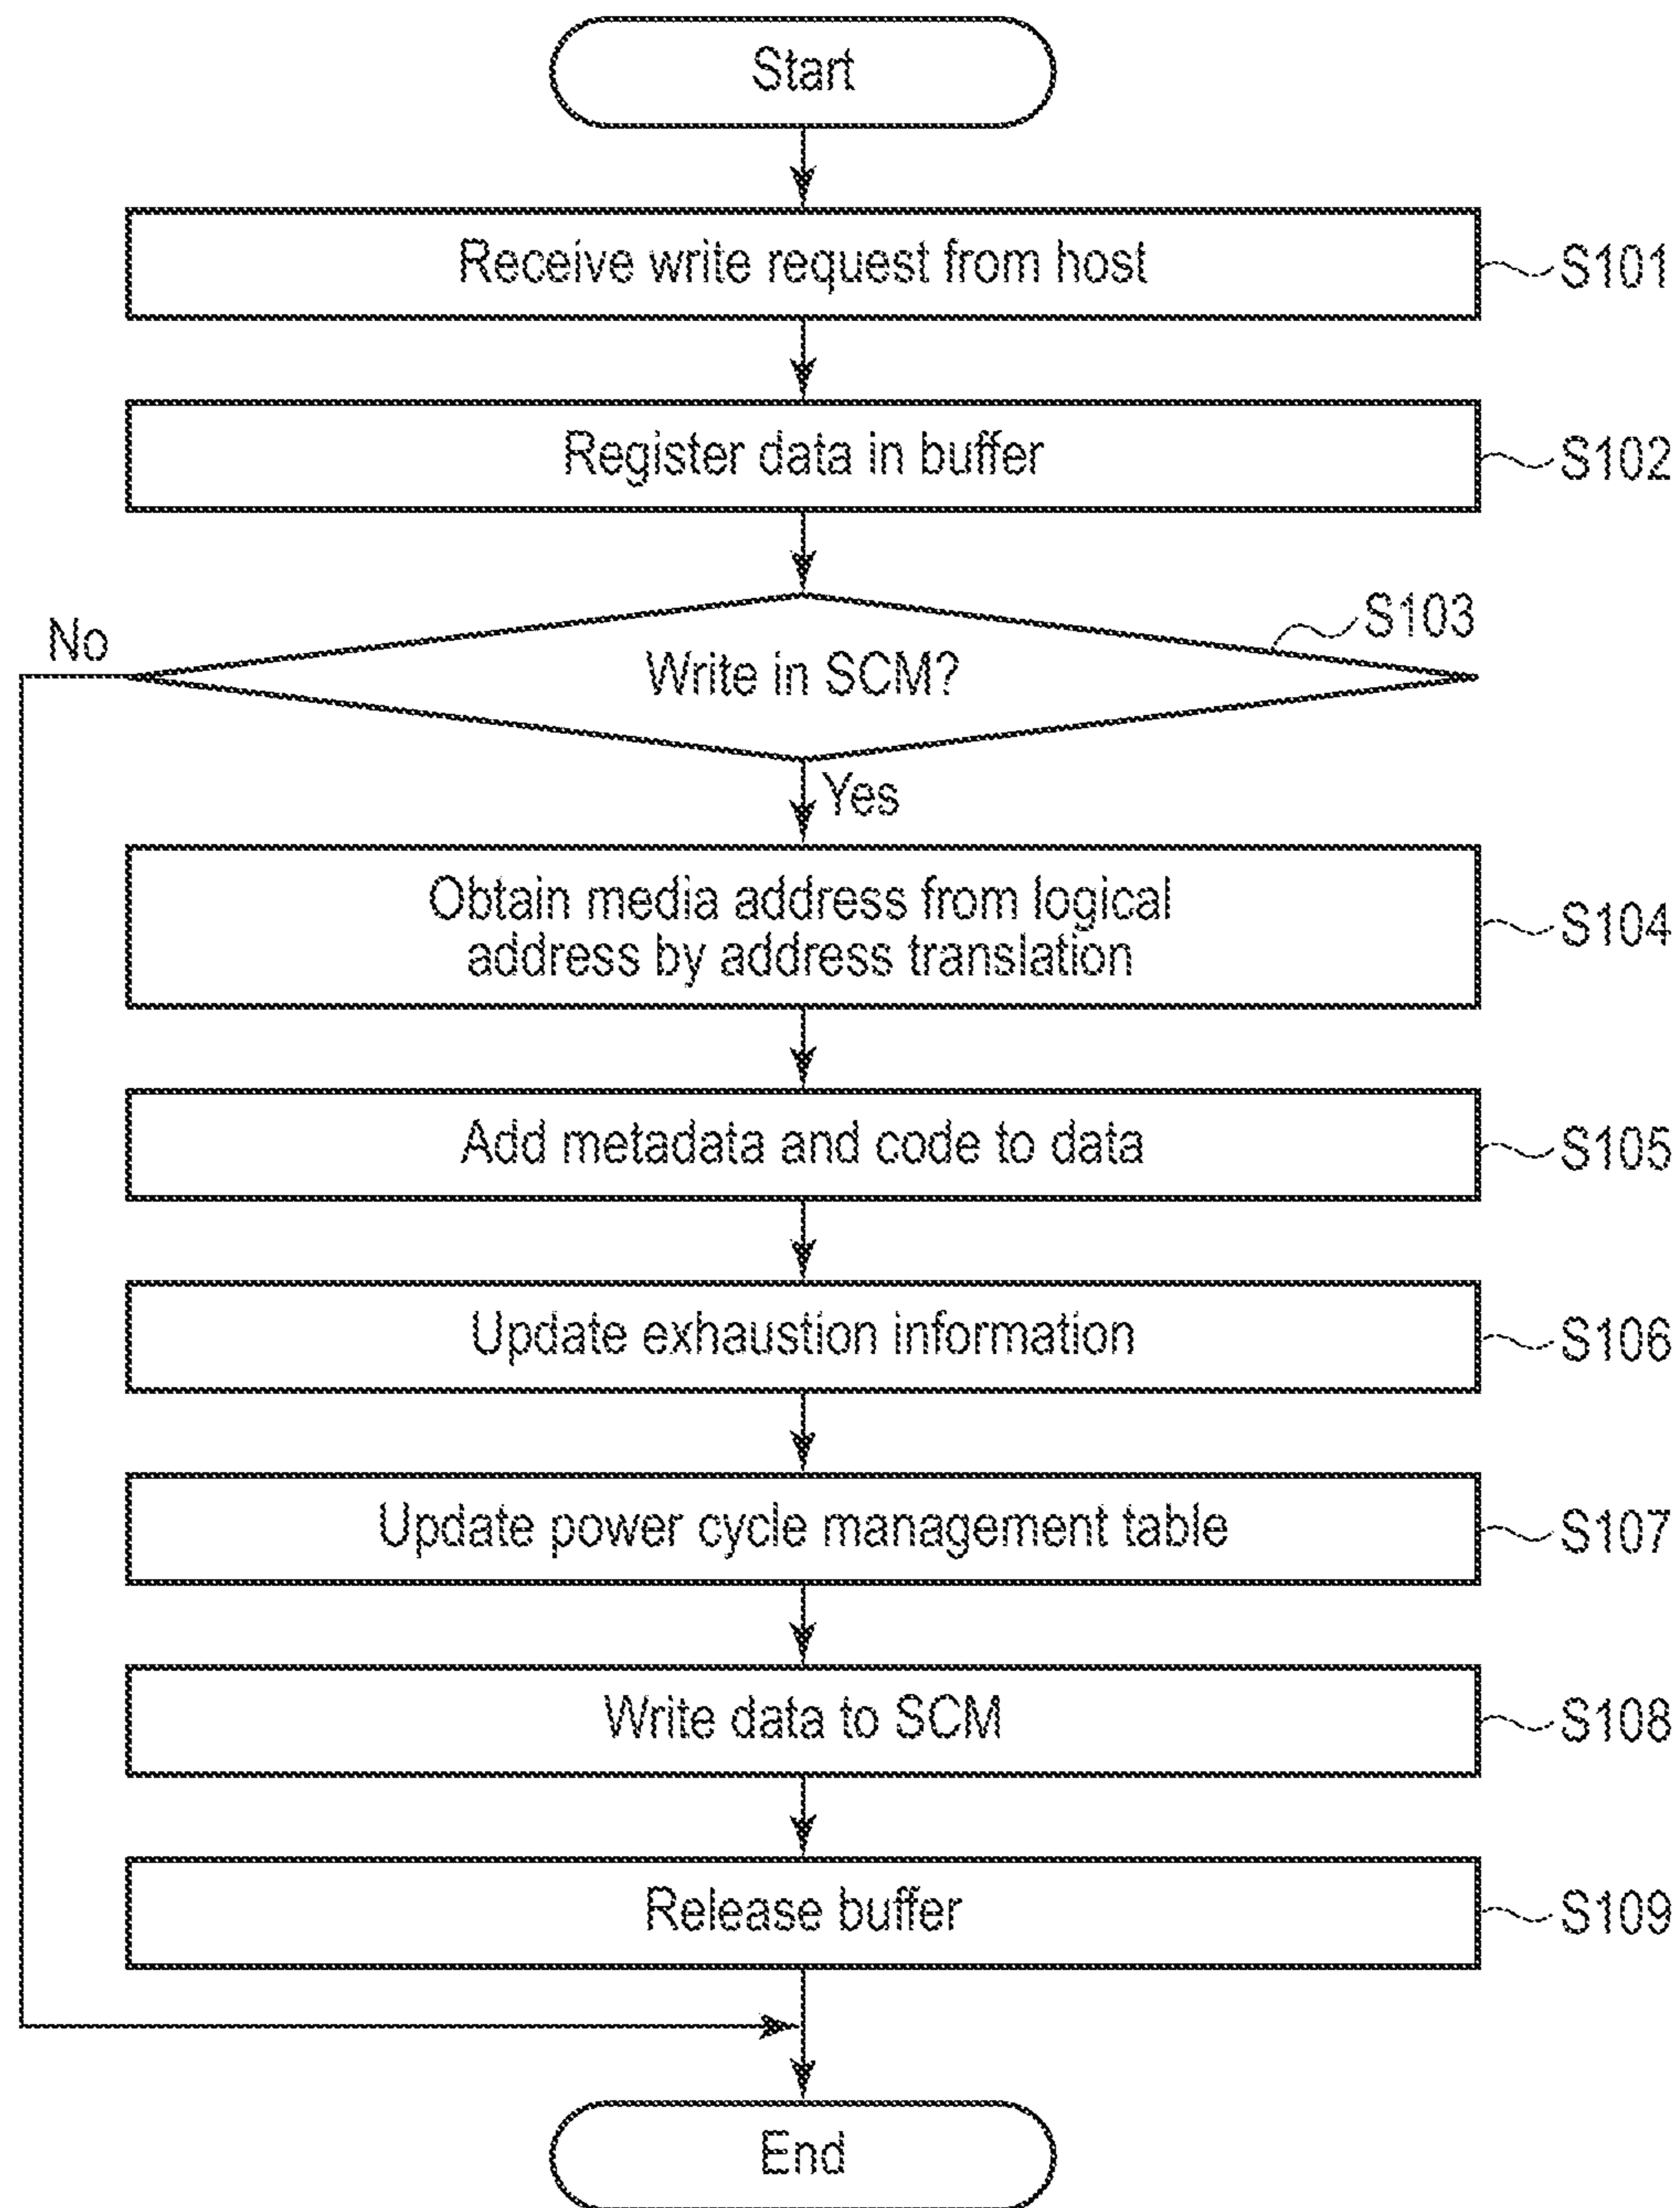 Start
Receive write request from host
S101
Register data in buffer
S102
S103
No
Write in SCM?
Yes
Obtain media address from logical
address by address translation
S104
Add metadata and code to data
S105
Update exhaustion information
S106
Update power cycle management table
S107
Write data to SCM
S108
Release buffer
S109
End